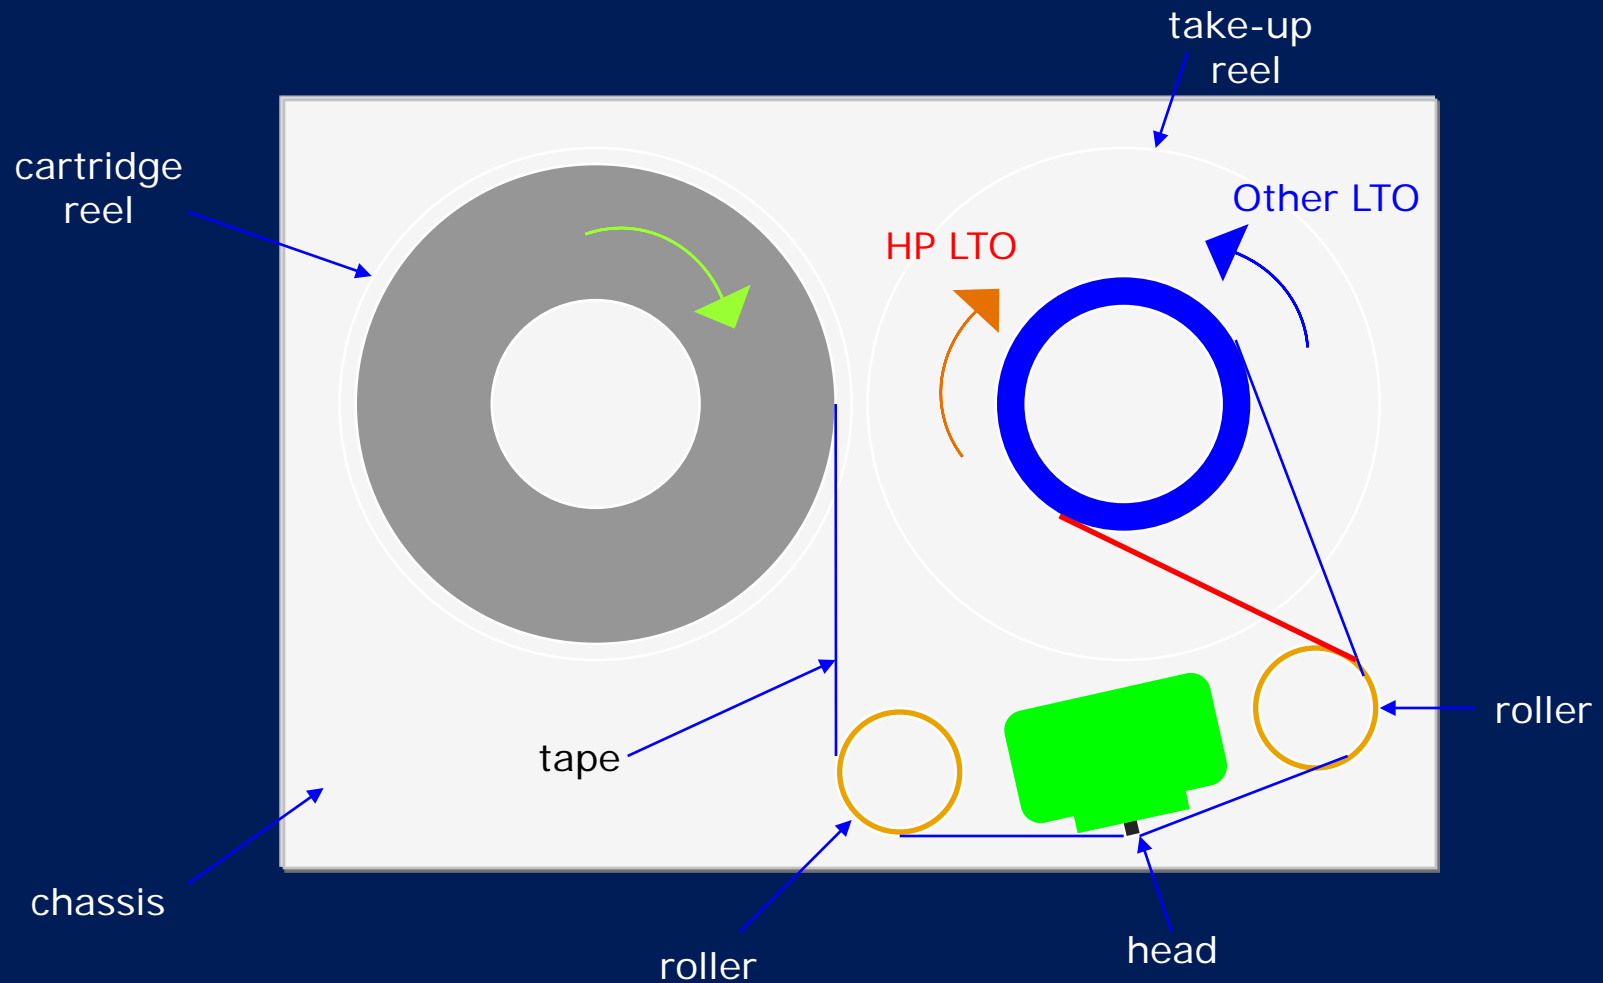 take-up
reel
cartridge
reel
Other LTO
HP LTO
roller
tape
chassis
head
roller